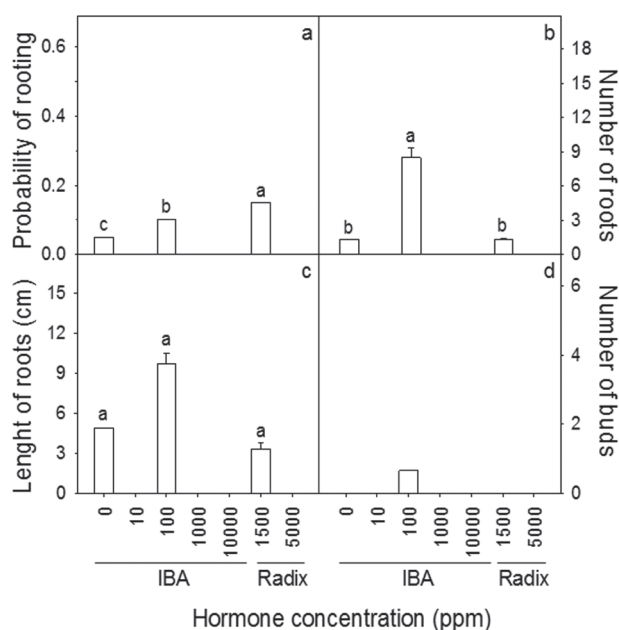 a
b
Probability of rooting
0.6
0.4
0.2
0.0
c
b
a
Number of roots
18
15
12
9
6
3
0
b
a
b
c
d
Lenght of roots (cm)
15
12
9
6
3
0
a
a
a
Number of buds
6
4
2
0
0 10 100 1000 10000 1500 5000
0 10 100 1000 10000 1500 5000
IBA Radix IBA Radix
Hormone concentration (ppm)